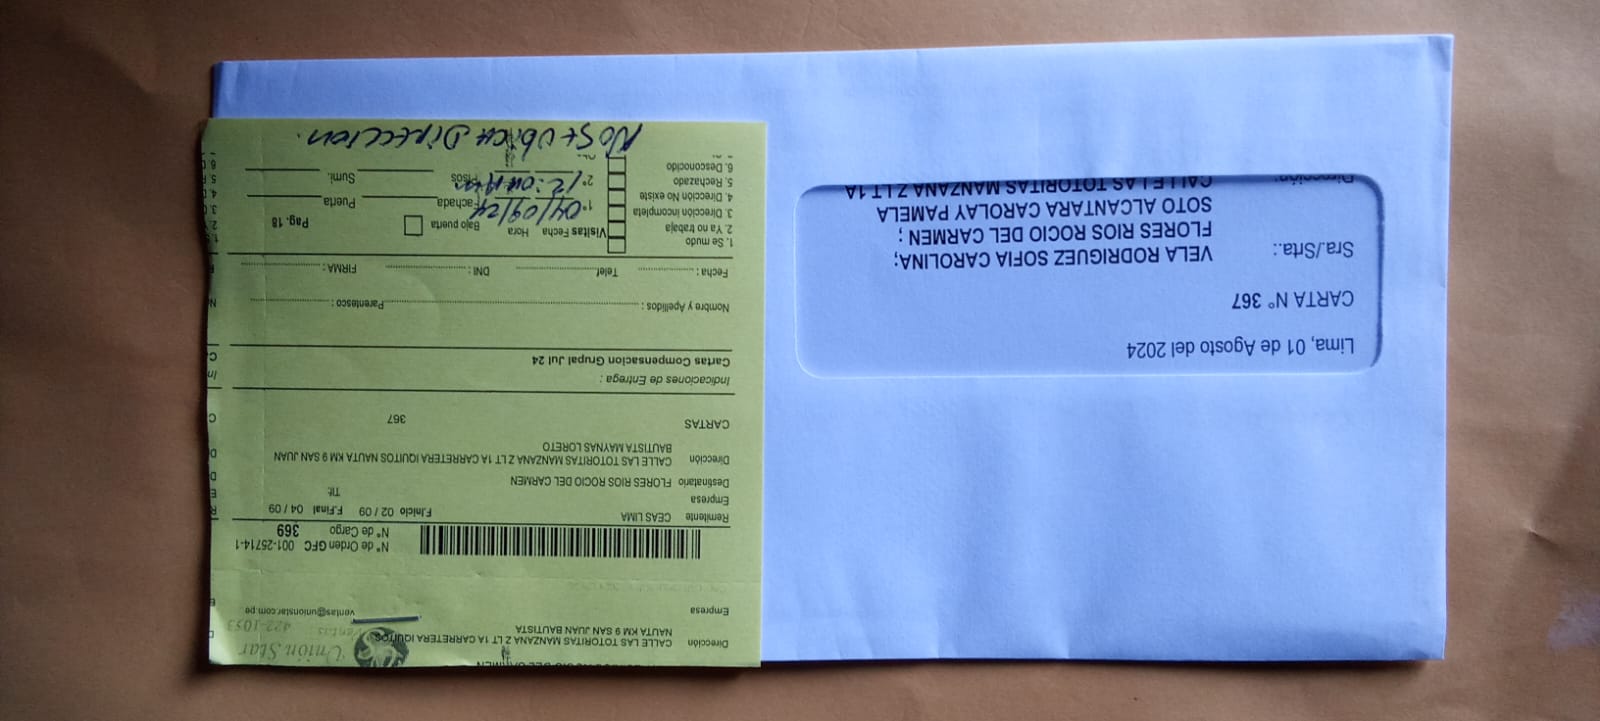 Lima, 01 de Agosto del 2024
CARTA N° 367
Sra./Srta.: VELA RODRIGUEZ SOFIA CAROLINA;
FLORES RIOS ROCIO DEL CARMEN ;
SOTO ALCANTARA CAROLAY PAMELA
Dirección: CALLE LAS TOTORITAS MANZANA Z LT 1A
Unión Star
Ventas: 422-1053
Dirección CALLE LAS TOTORITAS MANZANA Z LT 1A CARRETERA IQUITOS
NAUTA KM 9 SAN JUAN BAUTISTA
Empresa
ventas@unionstar.com.pe
N° de Orden GFC 001-25714-1
N° de Cargo 369
Remitente CEAS LIMA F.Inicio 02 / 09 F.Final 04 / 09
Empresa Tlf:
Destinatario FLORES RIOS ROCIO DEL CARMEN
Dirección CALLE LAS TOTORITAS MANZANA Z LT 1A CARRETERA IQUITOS NAUTA KM 9 SAN JUAN
BAUTISTA MAYNAS LORETO
CARTAS 367
Indicaciones de Entrega :
Cartas Compensacion Grupal Jul 24
Nombre y Apellidos : Parentesco :
Fecha : Telef DNI : FIRMA :
1. Se mudo
2. Ya no trabaja
3. Dirección incompleta
4. Dirección No existe
5. Rechazado
6. Desconocido
Visitas Fecha Hora Bajo puerta Pag. 18
1° 04/09/24 Fachada Puerta
2° 12:04 Am Pisos Sumi.
No Se Ubica Direccion.